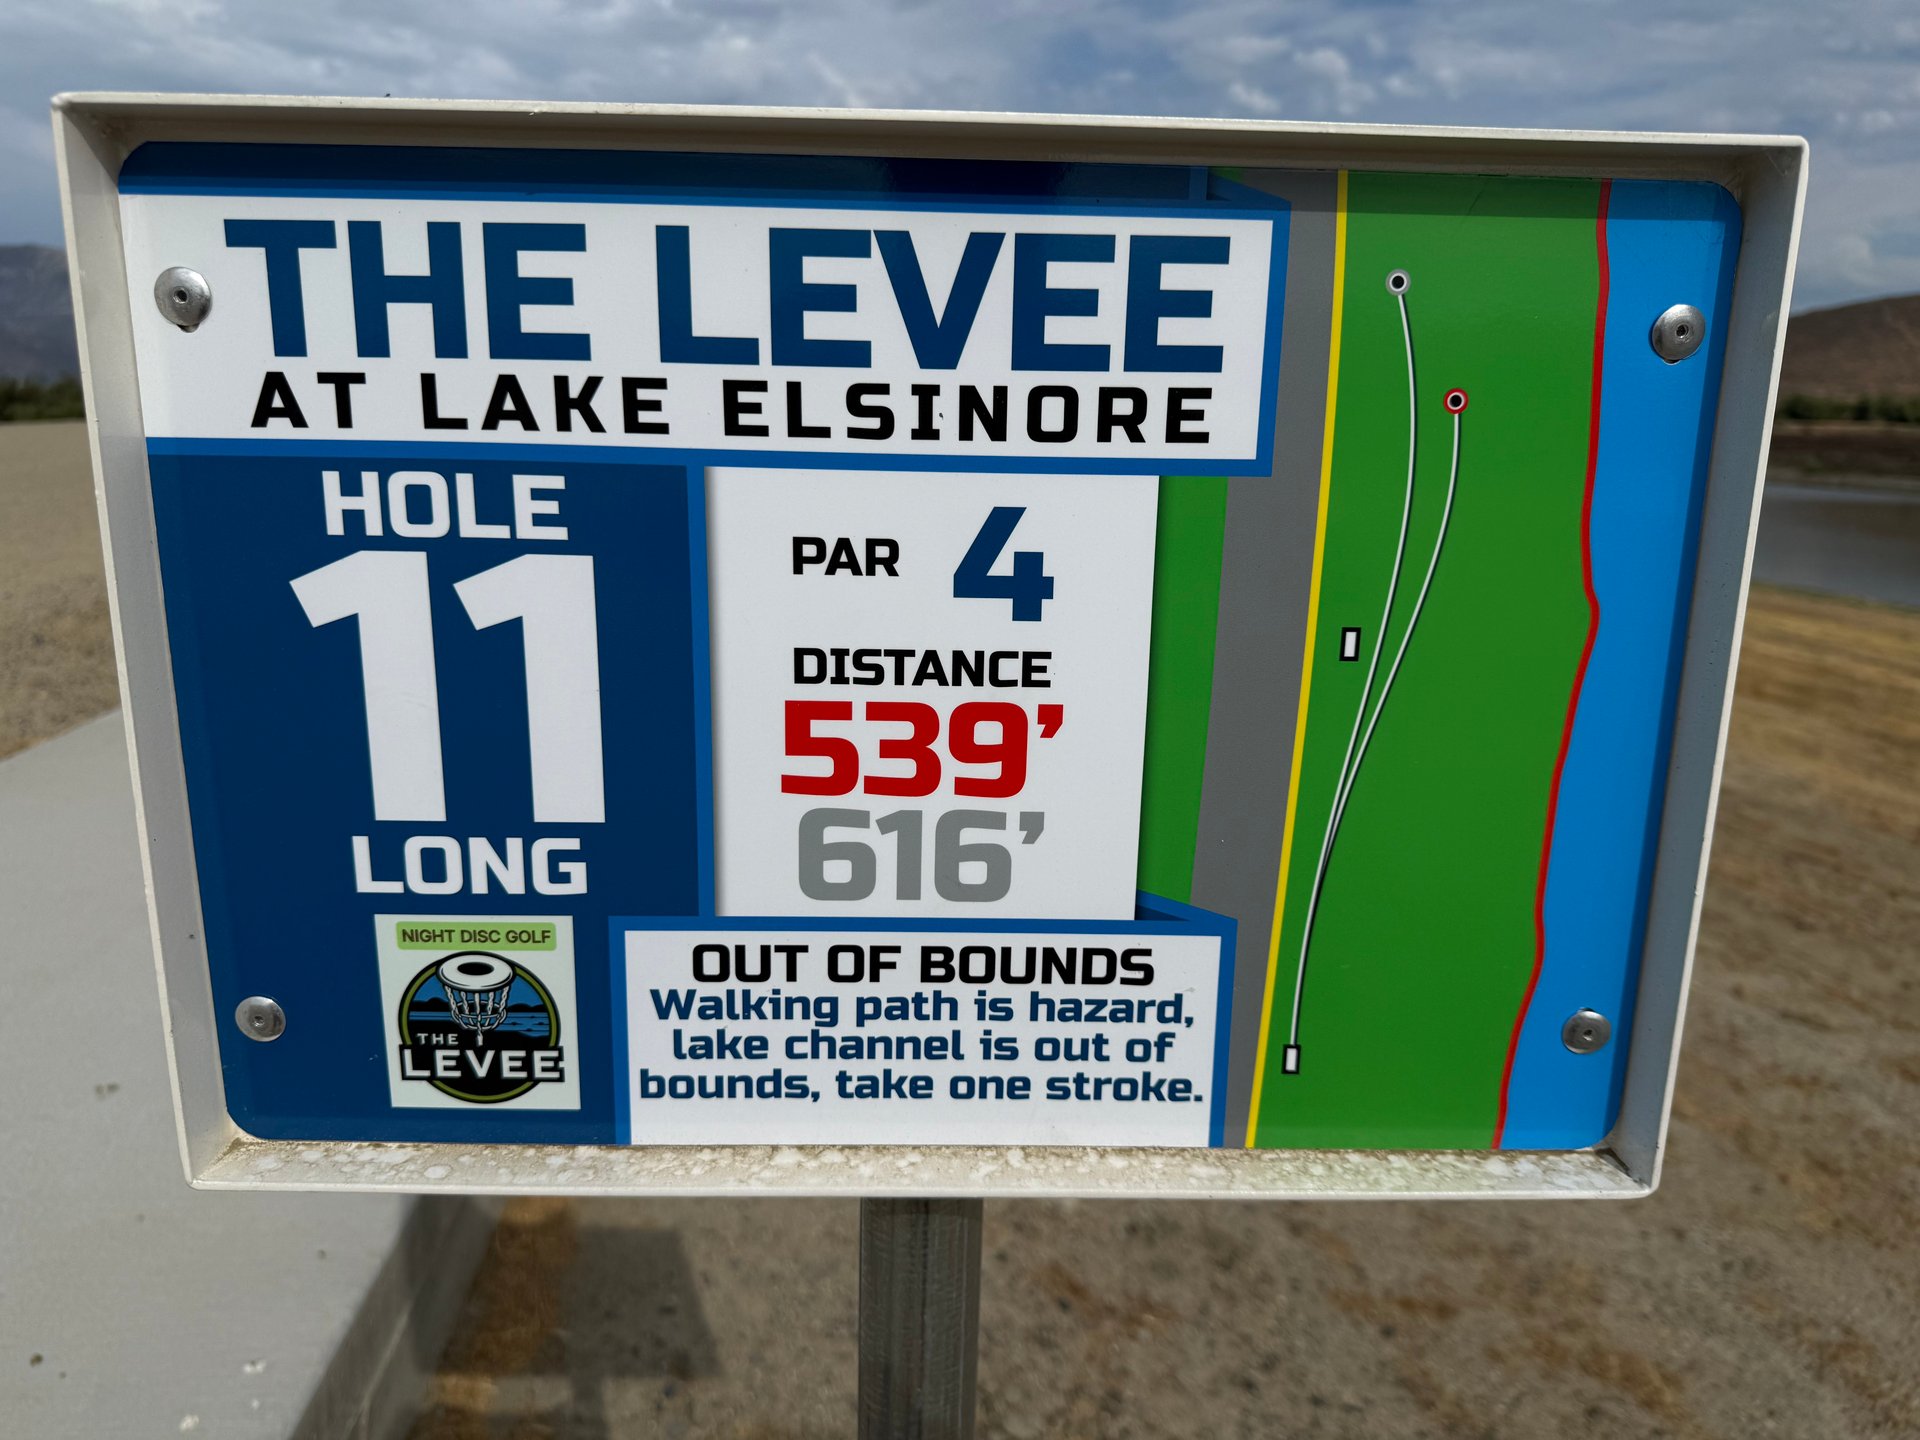 THE LEVEE
AT LAKE ELSINORE
HOLE
11
LONG
PAR 4
DISTANCE
539’
616’
NIGHT DISC GOLF
THE
LEVEE
OUT OF BOUNDS
Walking path is hazard,
lake channel is out of
bounds, take one stroke.